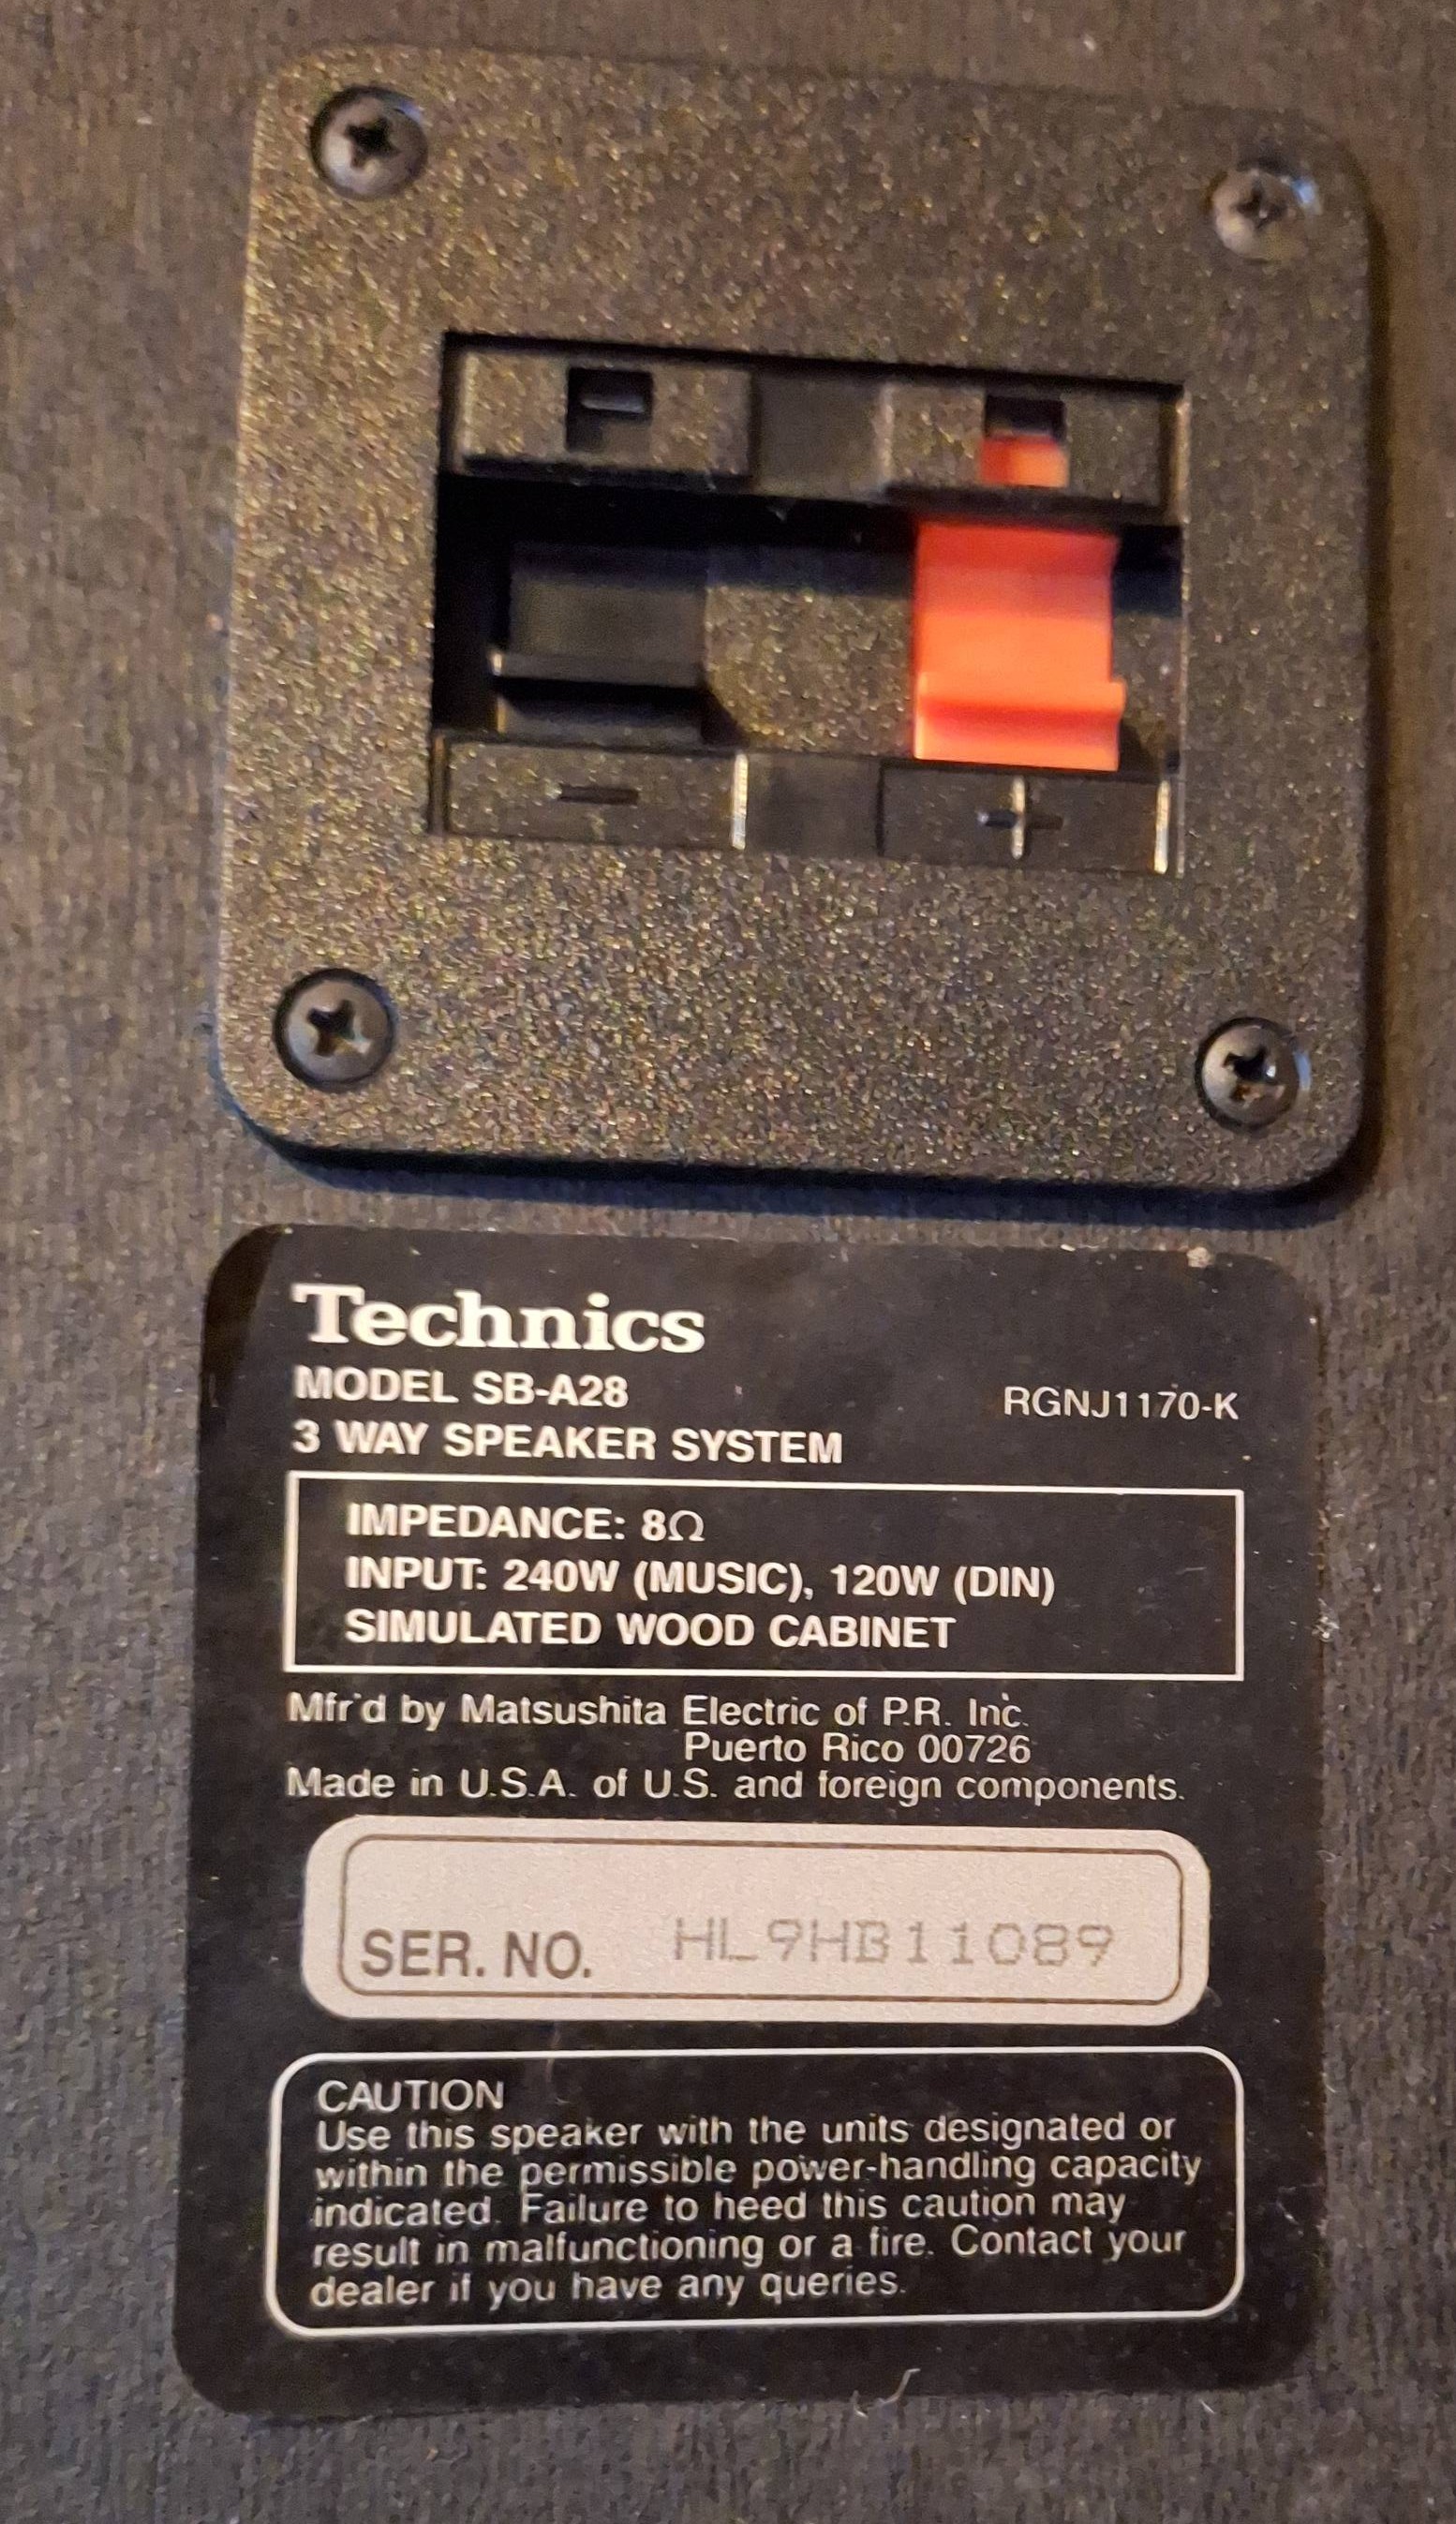 − +
Technics
MODEL SB-A28 RGNJ1170-K
3 WAY SPEAKER SYSTEM
IMPEDANCE: 8Ω
INPUT: 240W (MUSIC), 120W (DIN)
SIMULATED WOOD CABINET
Mfr'd by Matsushita Electric of P.R. Inc.
Puerto Rico 00726
Made in U.S.A. of U.S. and foreign components.
SER. NO. HL9HB11089
CAUTION
Use this speaker with the units designated or
within the permissible power-handling capacity
indicated. Failure to heed this caution may
result in malfunctioning or a fire. Contact your
dealer if you have any queries.